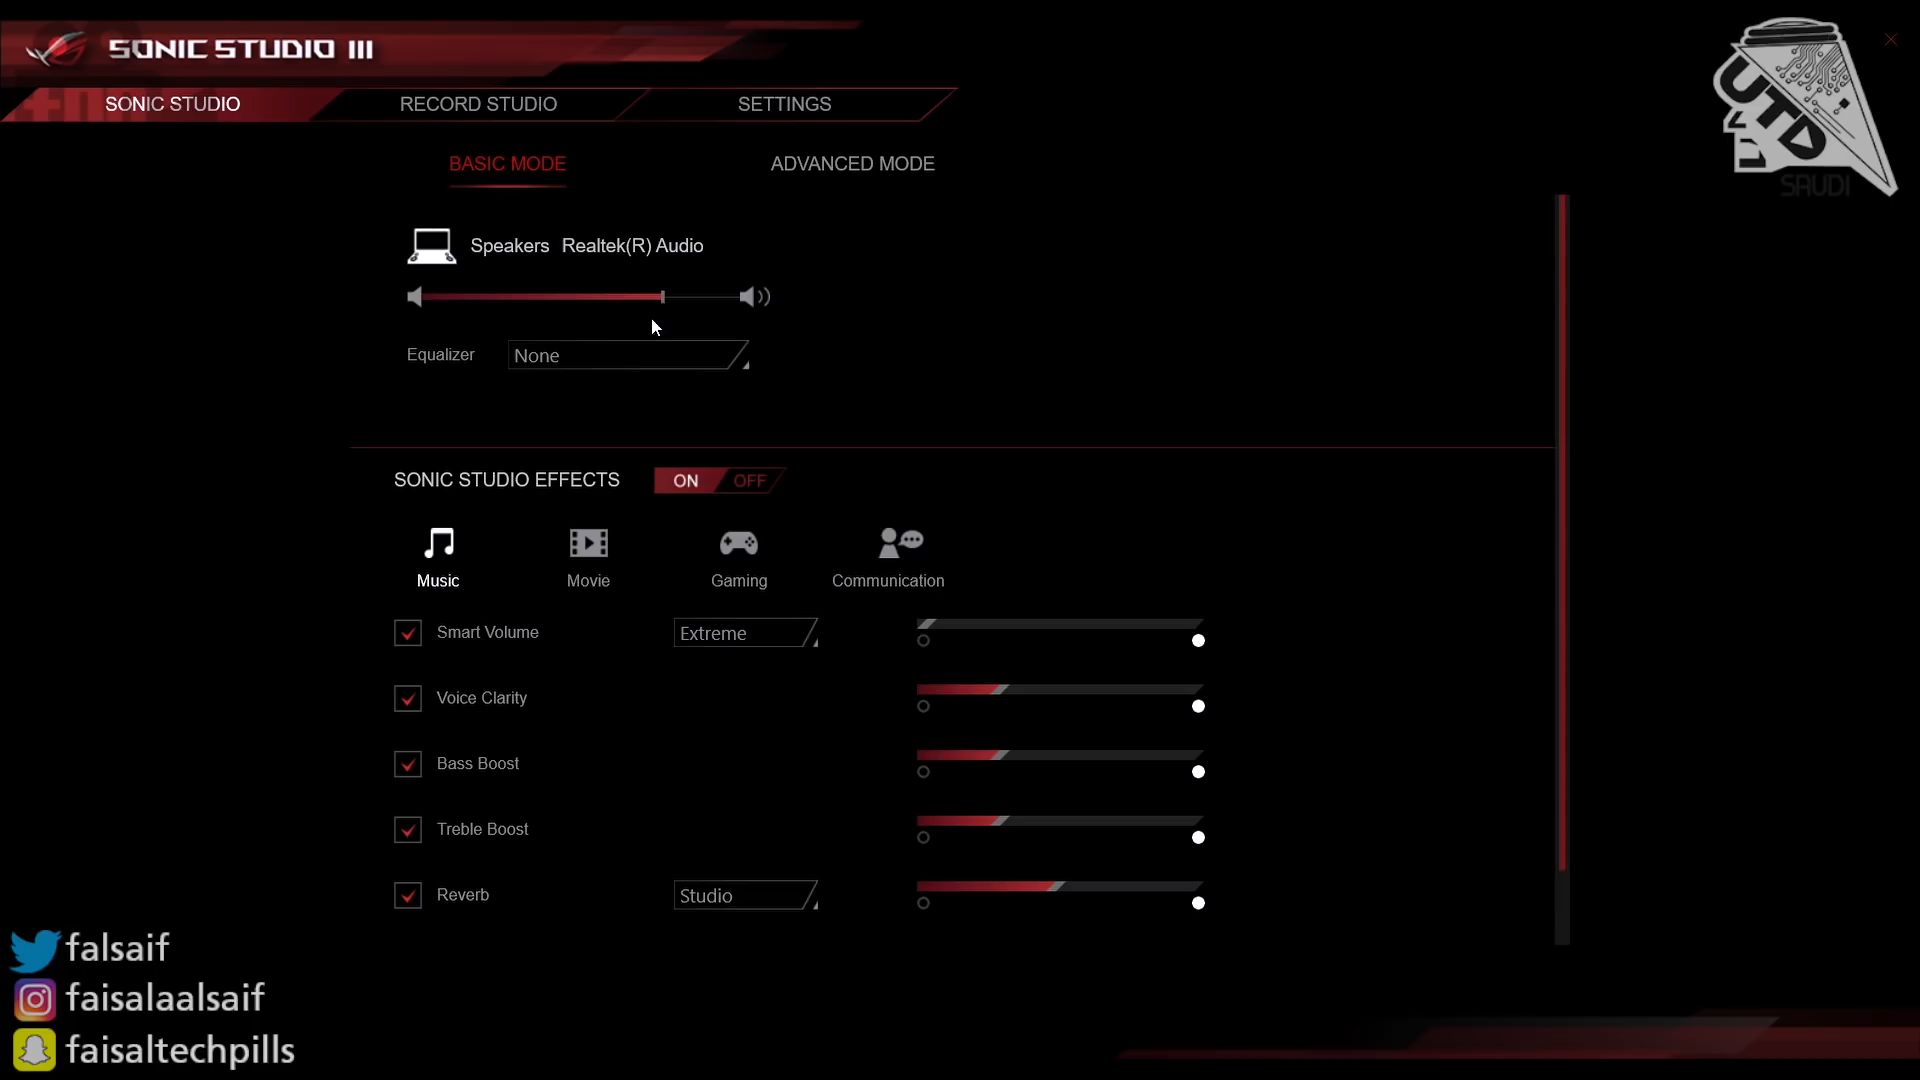 SONIC STUDIO III
SONIC STUDIO
RECORD STUDIO
SETTINGS
BASIC MODE
ADVANCED MODE
Speakers Realtek(R) Audio
Equalizer
None
SONIC STUDIO EFFECTS
ON
OFF
Music
Movie
Gaming
Communication
Smart Volume
Extreme
Voice Clarity
Bass Boost
Treble Boost
Reverb
Studio
UTD
SAUDI
falsaif
faisalaalsaif
faisaltechpills